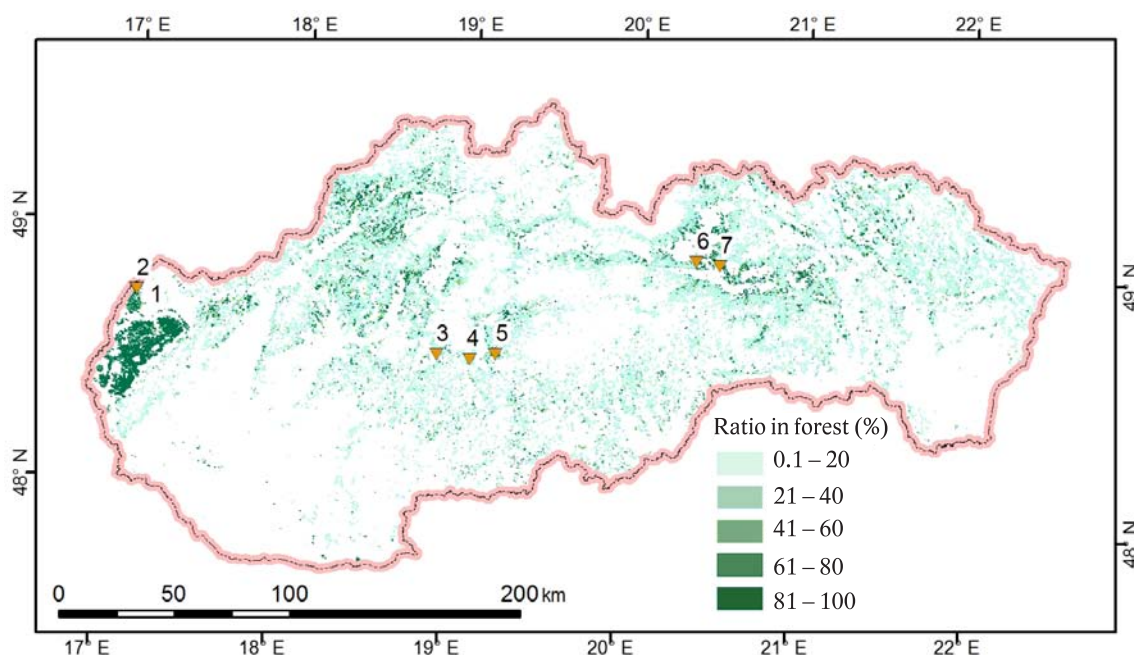 17° E 18° E 19° E 20° E 21° E 22° E
49° N
49° N
48° N
48° N
2
1
3
4
5
6
7
Ratio in forest (%)
0.1 – 20
21 – 40
41 – 60
61 – 80
81 – 100
0 50 100 200 km
17° E 18° E 19° E 20° E 21° E 22° E